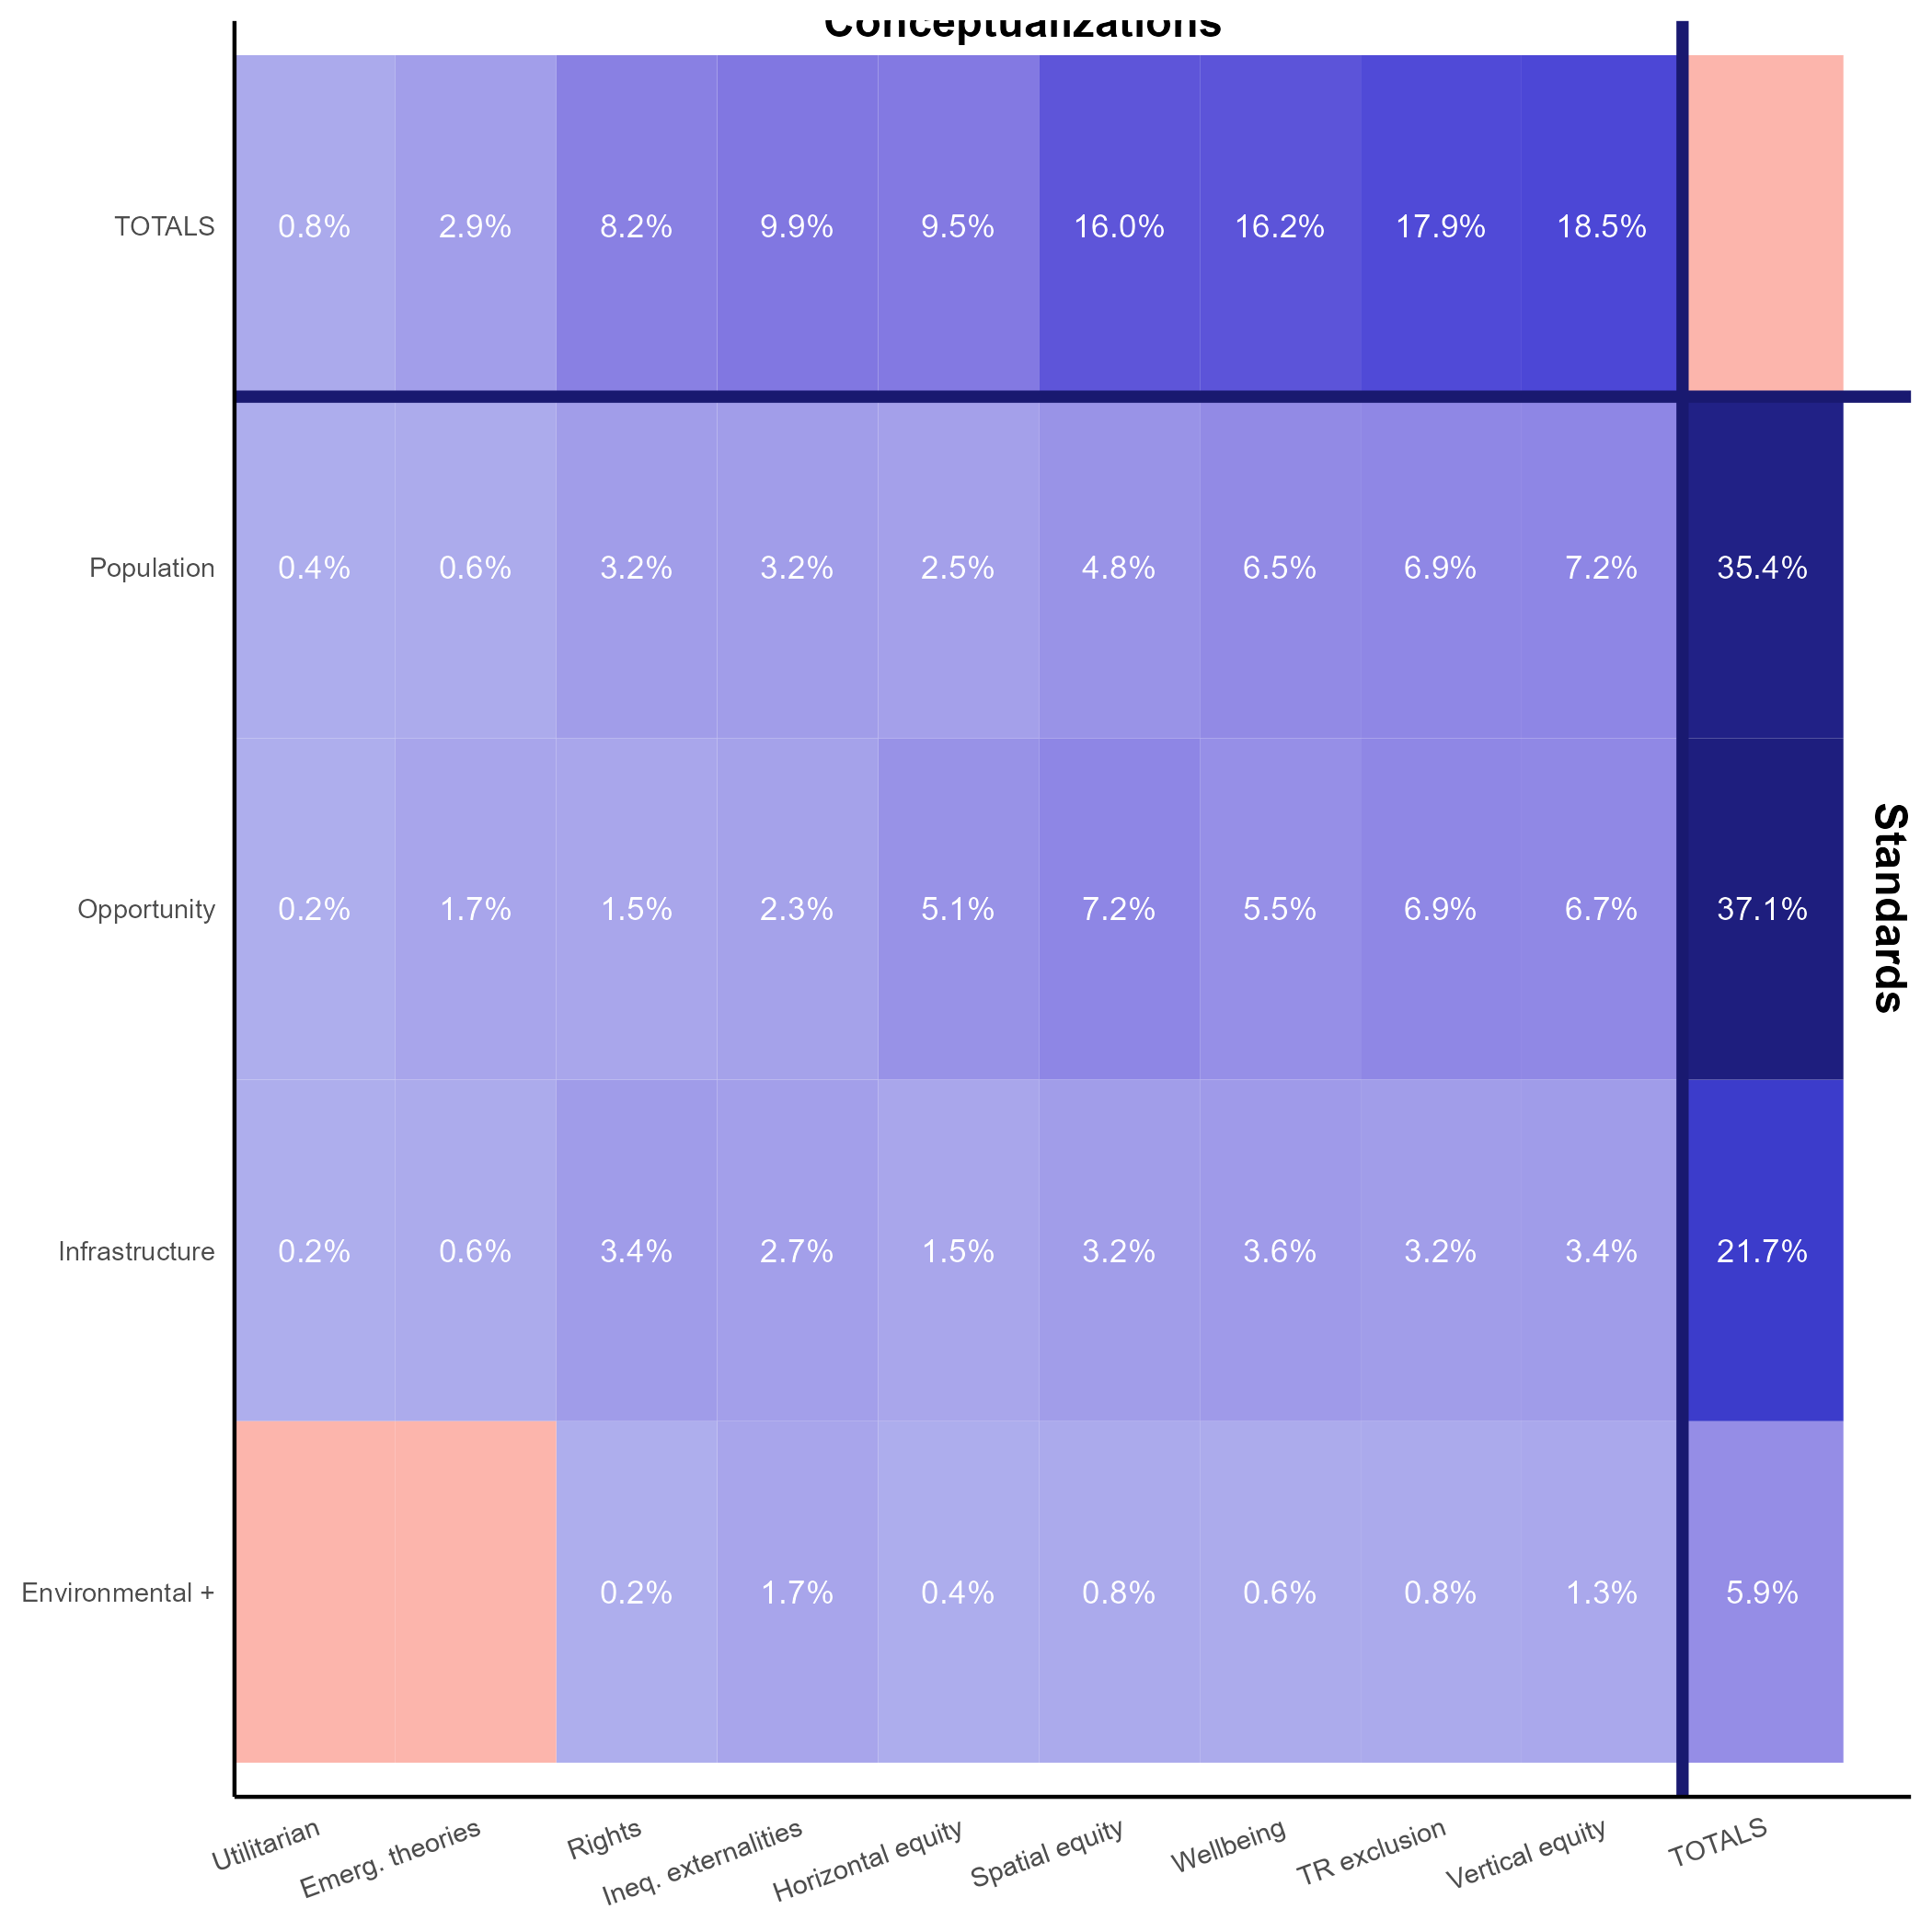 Conceptualizations
TOTALS 0.8% 2.9% 8.2% 9.9% 9.5% 16.0% 16.2% 17.9% 18.5%
Population 0.4% 0.6% 3.2% 3.2% 2.5% 4.8% 6.5% 6.9% 7.2% 35.4%
Opportunity 0.2% 1.7% 1.5% 2.3% 5.1% 7.2% 5.5% 6.9% 6.7% 37.1%
Infrastructure 0.2% 0.6% 3.4% 2.7% 1.5% 3.2% 3.6% 3.2% 3.4% 21.7%
Environmental + 0.2% 1.7% 0.4% 0.8% 0.6% 0.8% 1.3% 5.9%
Standards
Utilitarian
Emerg. theories
Rights
Ineq. externalities
Horizontal equity
Spatial equity
Wellbeing
TR exclusion
Vertical equity
TOTALS